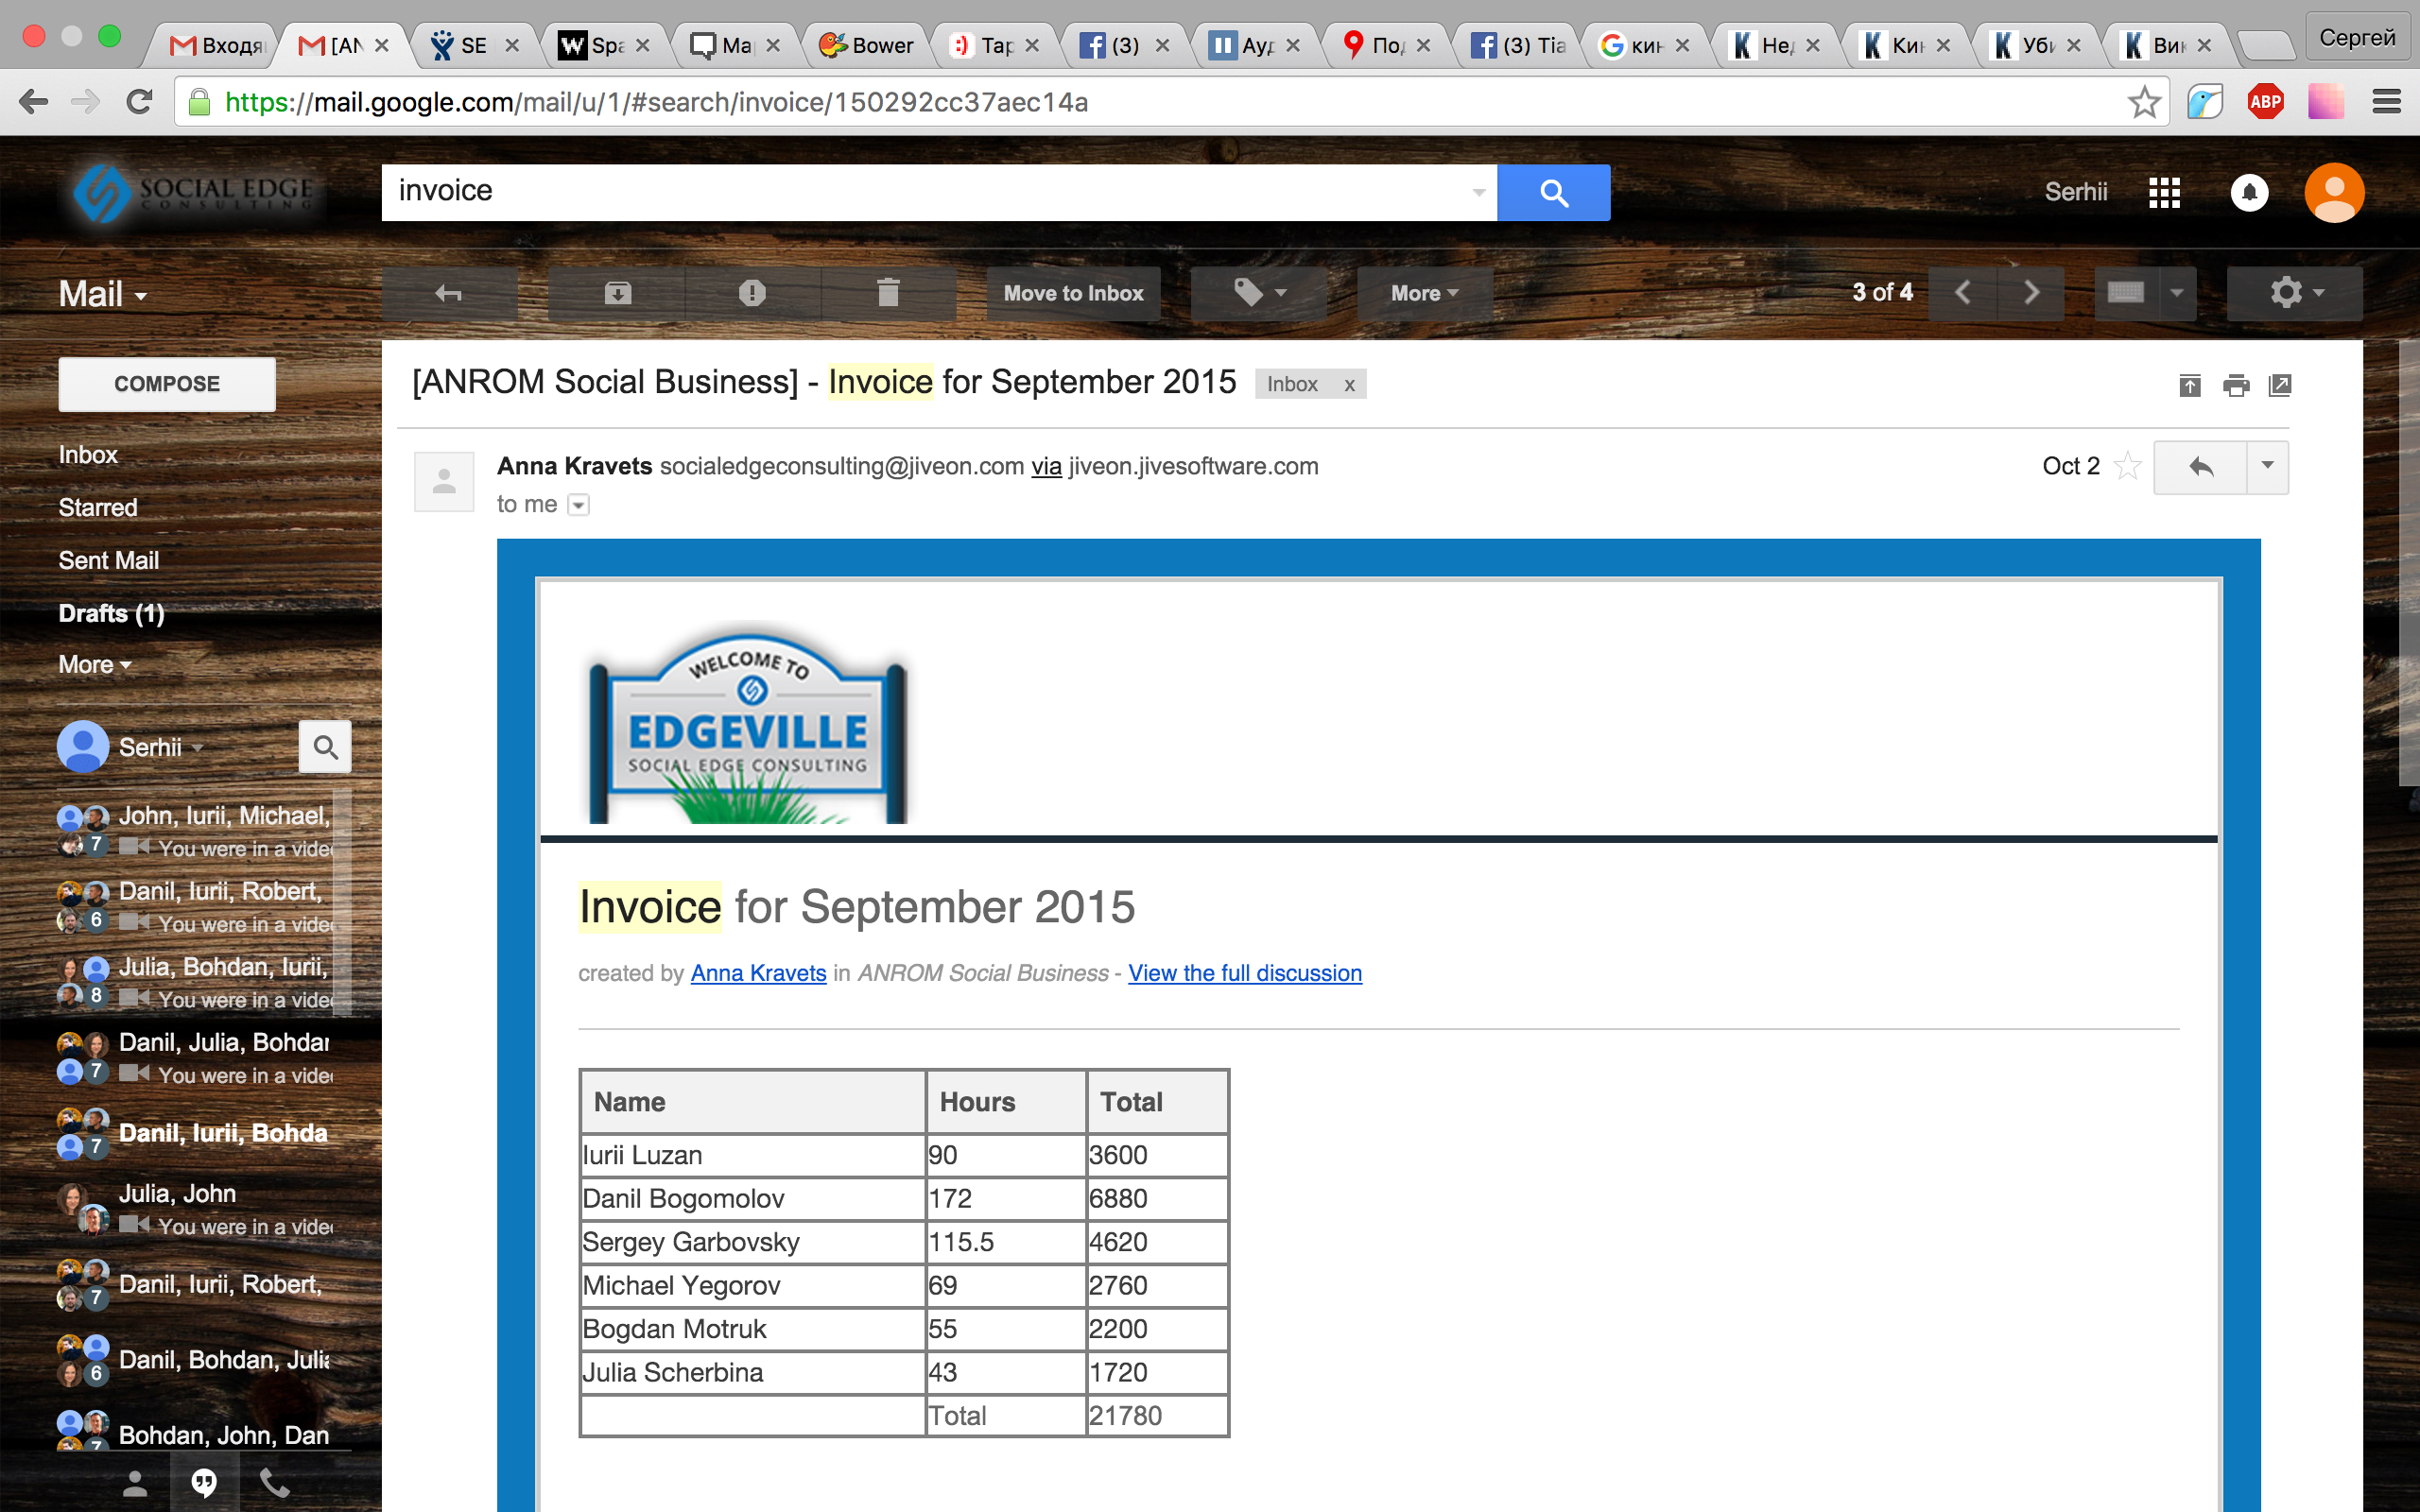 Входя [AN SE Spa Ма Bower Тар (3) Ауд Под (3) Tia кин Нед Кин Уби Вик Сергей
https://mail.google.com/mail/u/1/#search/invoice/150292cc37aec14a ABP
SOCIAL EDGE
CONSULTING
invoice
Serhii
Mail
Move to Inbox More 3 of 4
COMPOSE
Inbox
Starred
Sent Mail
Drafts (1)
More
Serhii
John, Iurii, Michael,
7 You were in a vide
Danil, Iurii, Robert,
6 You were in a vide
Julia, Bohdan, Iurii,
8 You were in a vide
Danil, Julia, Bohdan
7 You were in a vide
Danil, Iurii, Bohda
7
Julia, John
You were in a vide
Danil, Iurii, Robert,
7
Danil, Bohdan, Julia
6
Bohdan, John, Dan
7
[ANROM Social Business] - Invoice for September 2015 Inbox x
Anna Kravets socialedgeconsulting@jiveon.com via jiveon.jivesoftware.com Oct 2
to me
WELCOME TO
EDGEVILLE
SOCIAL EDGE CONSULTING
Invoice for September 2015
created by Anna Kravets in ANROM Social Business - View the full discussion
Name Hours Total
Iurii Luzan 90 3600
Danil Bogomolov 172 6880
Sergey Garbovsky 115.5 4620
Michael Yegorov 69 2760
Bogdan Motruk 55 2200
Julia Scherbina 43 1720
Total 21780